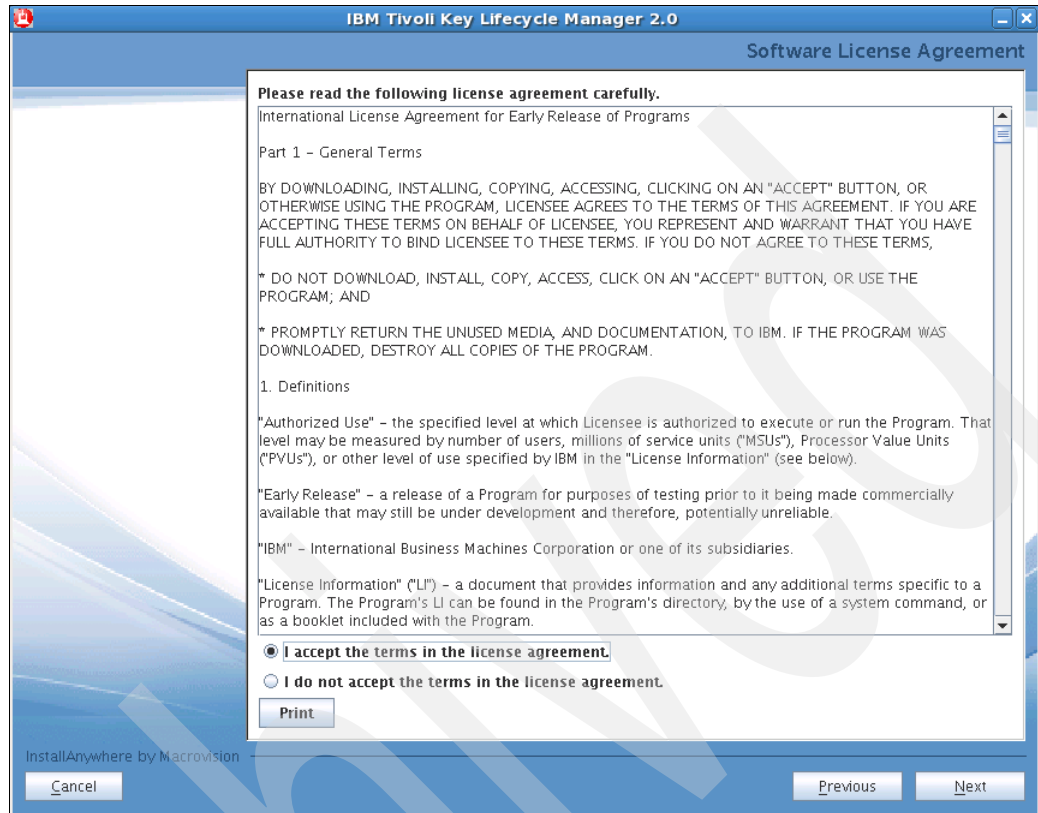 IBM Tivoli Key Lifecycle Manager 2.0
Software License Agreement
Please read the following license agreement carefully.
International License Agreement for Early Release of Programs
Part 1 – General Terms
BY DOWNLOADING, INSTALLING, COPYING, ACCESSING, CLICKING ON AN "ACCEPT" BUTTON, OR
OTHERWISE USING THE PROGRAM, LICENSEE AGREES TO THE TERMS OF THIS AGREEMENT. IF YOU ARE
ACCEPTING THESE TERMS ON BEHALF OF LICENSEE, YOU REPRESENT AND WARRANT THAT YOU HAVE
FULL AUTHORITY TO BIND LICENSEE TO THESE TERMS. IF YOU DO NOT AGREE TO THESE TERMS,
* DO NOT DOWNLOAD, INSTALL, COPY, ACCESS, CLICK ON AN "ACCEPT" BUTTON, OR USE THE
PROGRAM; AND
* PROMPTLY RETURN THE UNUSED MEDIA, AND DOCUMENTATION, TO IBM. IF THE PROGRAM WAS
DOWNLOADED, DESTROY ALL COPIES OF THE PROGRAM.
1. Definitions
"Authorized Use" – the specified level at which Licensee is authorized to execute or run the Program. That
level may be measured by number of users, millions of service units ("MSUs"), Processor Value Units
("PVUs"), or other level of use specified by IBM in the "License Information" (see below).
"Early Release" – a release of a Program for purposes of testing prior to it being made commercially
available that may still be under development and therefore, potentially unreliable.
"IBM" – International Business Machines Corporation or one of its subsidiaries.
"License Information" ("LI") – a document that provides information and any additional terms specific to a
Program. The Program's LI can be found in the Program's directory, by the use of a system command, or
as a booklet included with the Program.
I accept the terms in the license agreement.
I do not accept the terms in the license agreement.
Print
InstallAnywhere by Macrovision
Cancel
Previous
Next